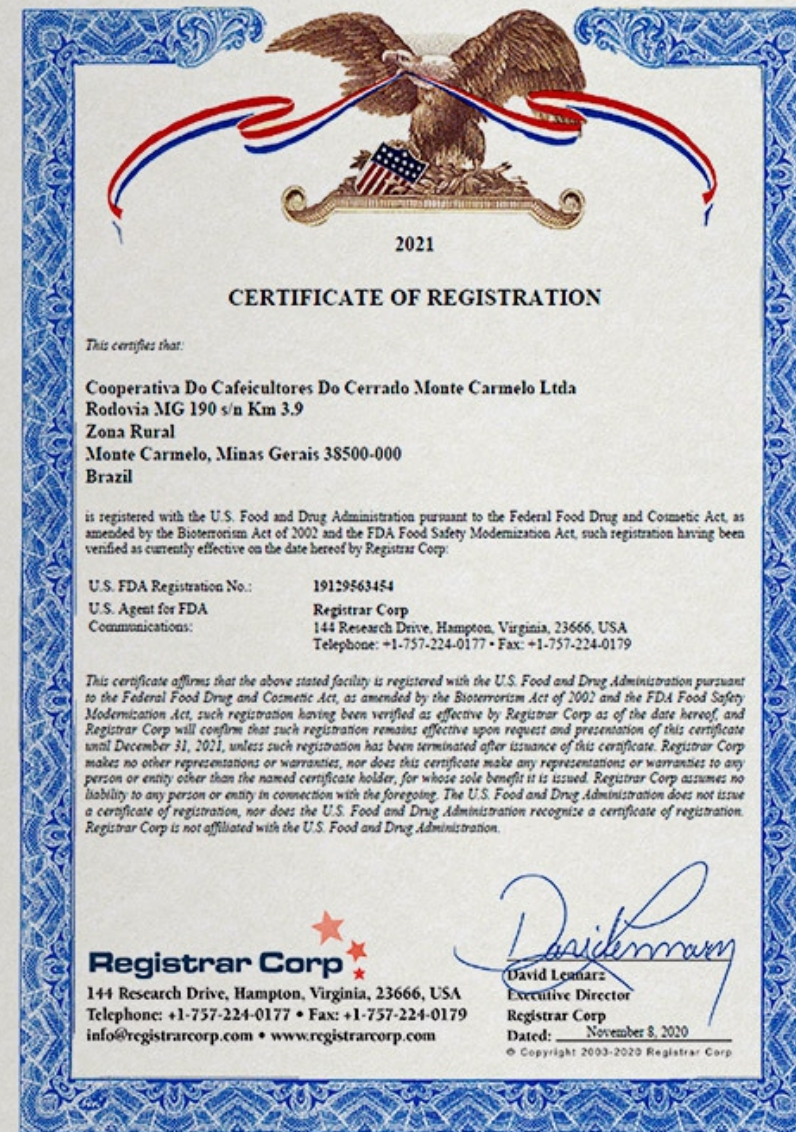 2021
CERTIFICATE OF REGISTRATION
This certifies that:
Cooperativa Do Cafeicultores Do Cerrado Monte Carmelo Ltda
Rodovia MG 190 s/n Km 3.9
Zona Rural
Monte Carmelo, Minas Gerais 38500-000
Brazil
is registered with the U.S. Food and Drug Administration pursuant to the Federal Food Drug and Cosmetic Act, as
amended by the Bioterrorism Act of 2002 and the FDA Food Safety Modernization Act, such registration having been
verified as currently effective on the date hereof by Registrar Corp:
U.S. FDA Registration No.: 19129563454
U.S. Agent for FDA Registrar Corp
Communications: 144 Research Drive, Hampton, Virginia, 23666, USA
Telephone: +1-757-224-0177 • Fax: +1-757-224-0179
This certificate affirms that the above stated facility is registered with the U.S. Food and Drug Administration pursuant
to the Federal Food Drug and Cosmetic Act, as amended by the Bioterrorism Act of 2002 and the FDA Food Safety
Modernization Act, such registration having been verified as effective by Registrar Corp as of the date hereof, and
Registrar Corp will confirm that such registration remains effective upon request and presentation of this certificate
until December 31, 2021, unless such registration has been terminated after issuance of this certificate. Registrar Corp
makes no other representations or warranties, nor does this certificate make any representations or warranties to any
person or entity other than the named certificate holder, for whose sole benefit it is issued. Registrar Corp assumes no
liability to any person or entity in connection with the foregoing. The U.S. Food and Drug Administration does not issue
a certificate of registration, nor does the U.S. Food and Drug Administration recognize a certificate of registration.
Registrar Corp is not affiliated with the U.S. Food and Drug Administration.
Registrar Corp
144 Research Drive, Hampton, Virginia, 23666, USA
Telephone: +1-757-224-0177 • Fax: +1-757-224-0179
info@registrarcorp.com • www.registrarcorp.com
David Lennarz
Executive Director
Registrar Corp
Dated: November 8, 2020
© Copyright 2003-2020 Registrar Corp